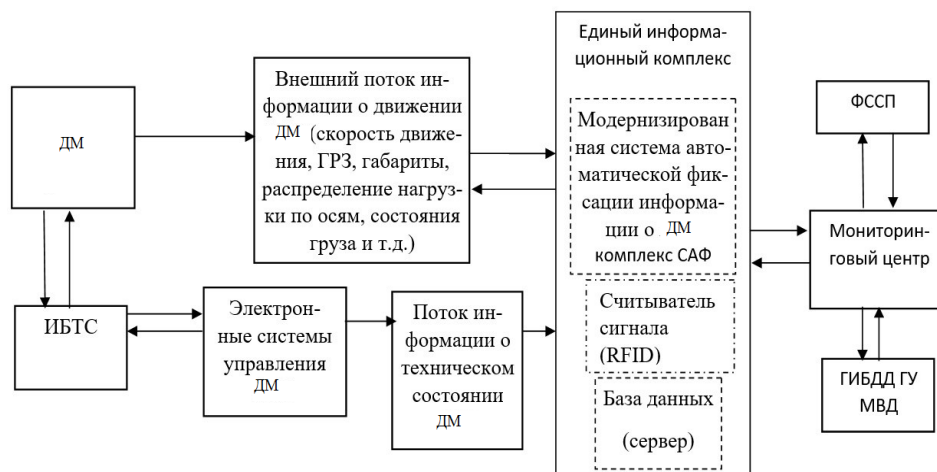 ДМ
Внешний поток ин-
формации о движении
ДМ (скорость движе-
ния, ГРЗ, габариты,
распределение нагруз-
ки по осям, состояния
груза и т.д.)
Единый информа-
ционный комплекс
Модернизирован
ная система авто-
матической фик-
сации информа-
ции о ДМ
комплекс САФ
Считыватель
сигнала
(RFID)
База данных
(сервер)
ФССП
Мониторин-
говый центр
ГИБДД ГУ
МВД
ИБТС
Электрон-
ные системы
управления
ДМ
Поток ин-
формации о
техническом
состоянии
ДМ